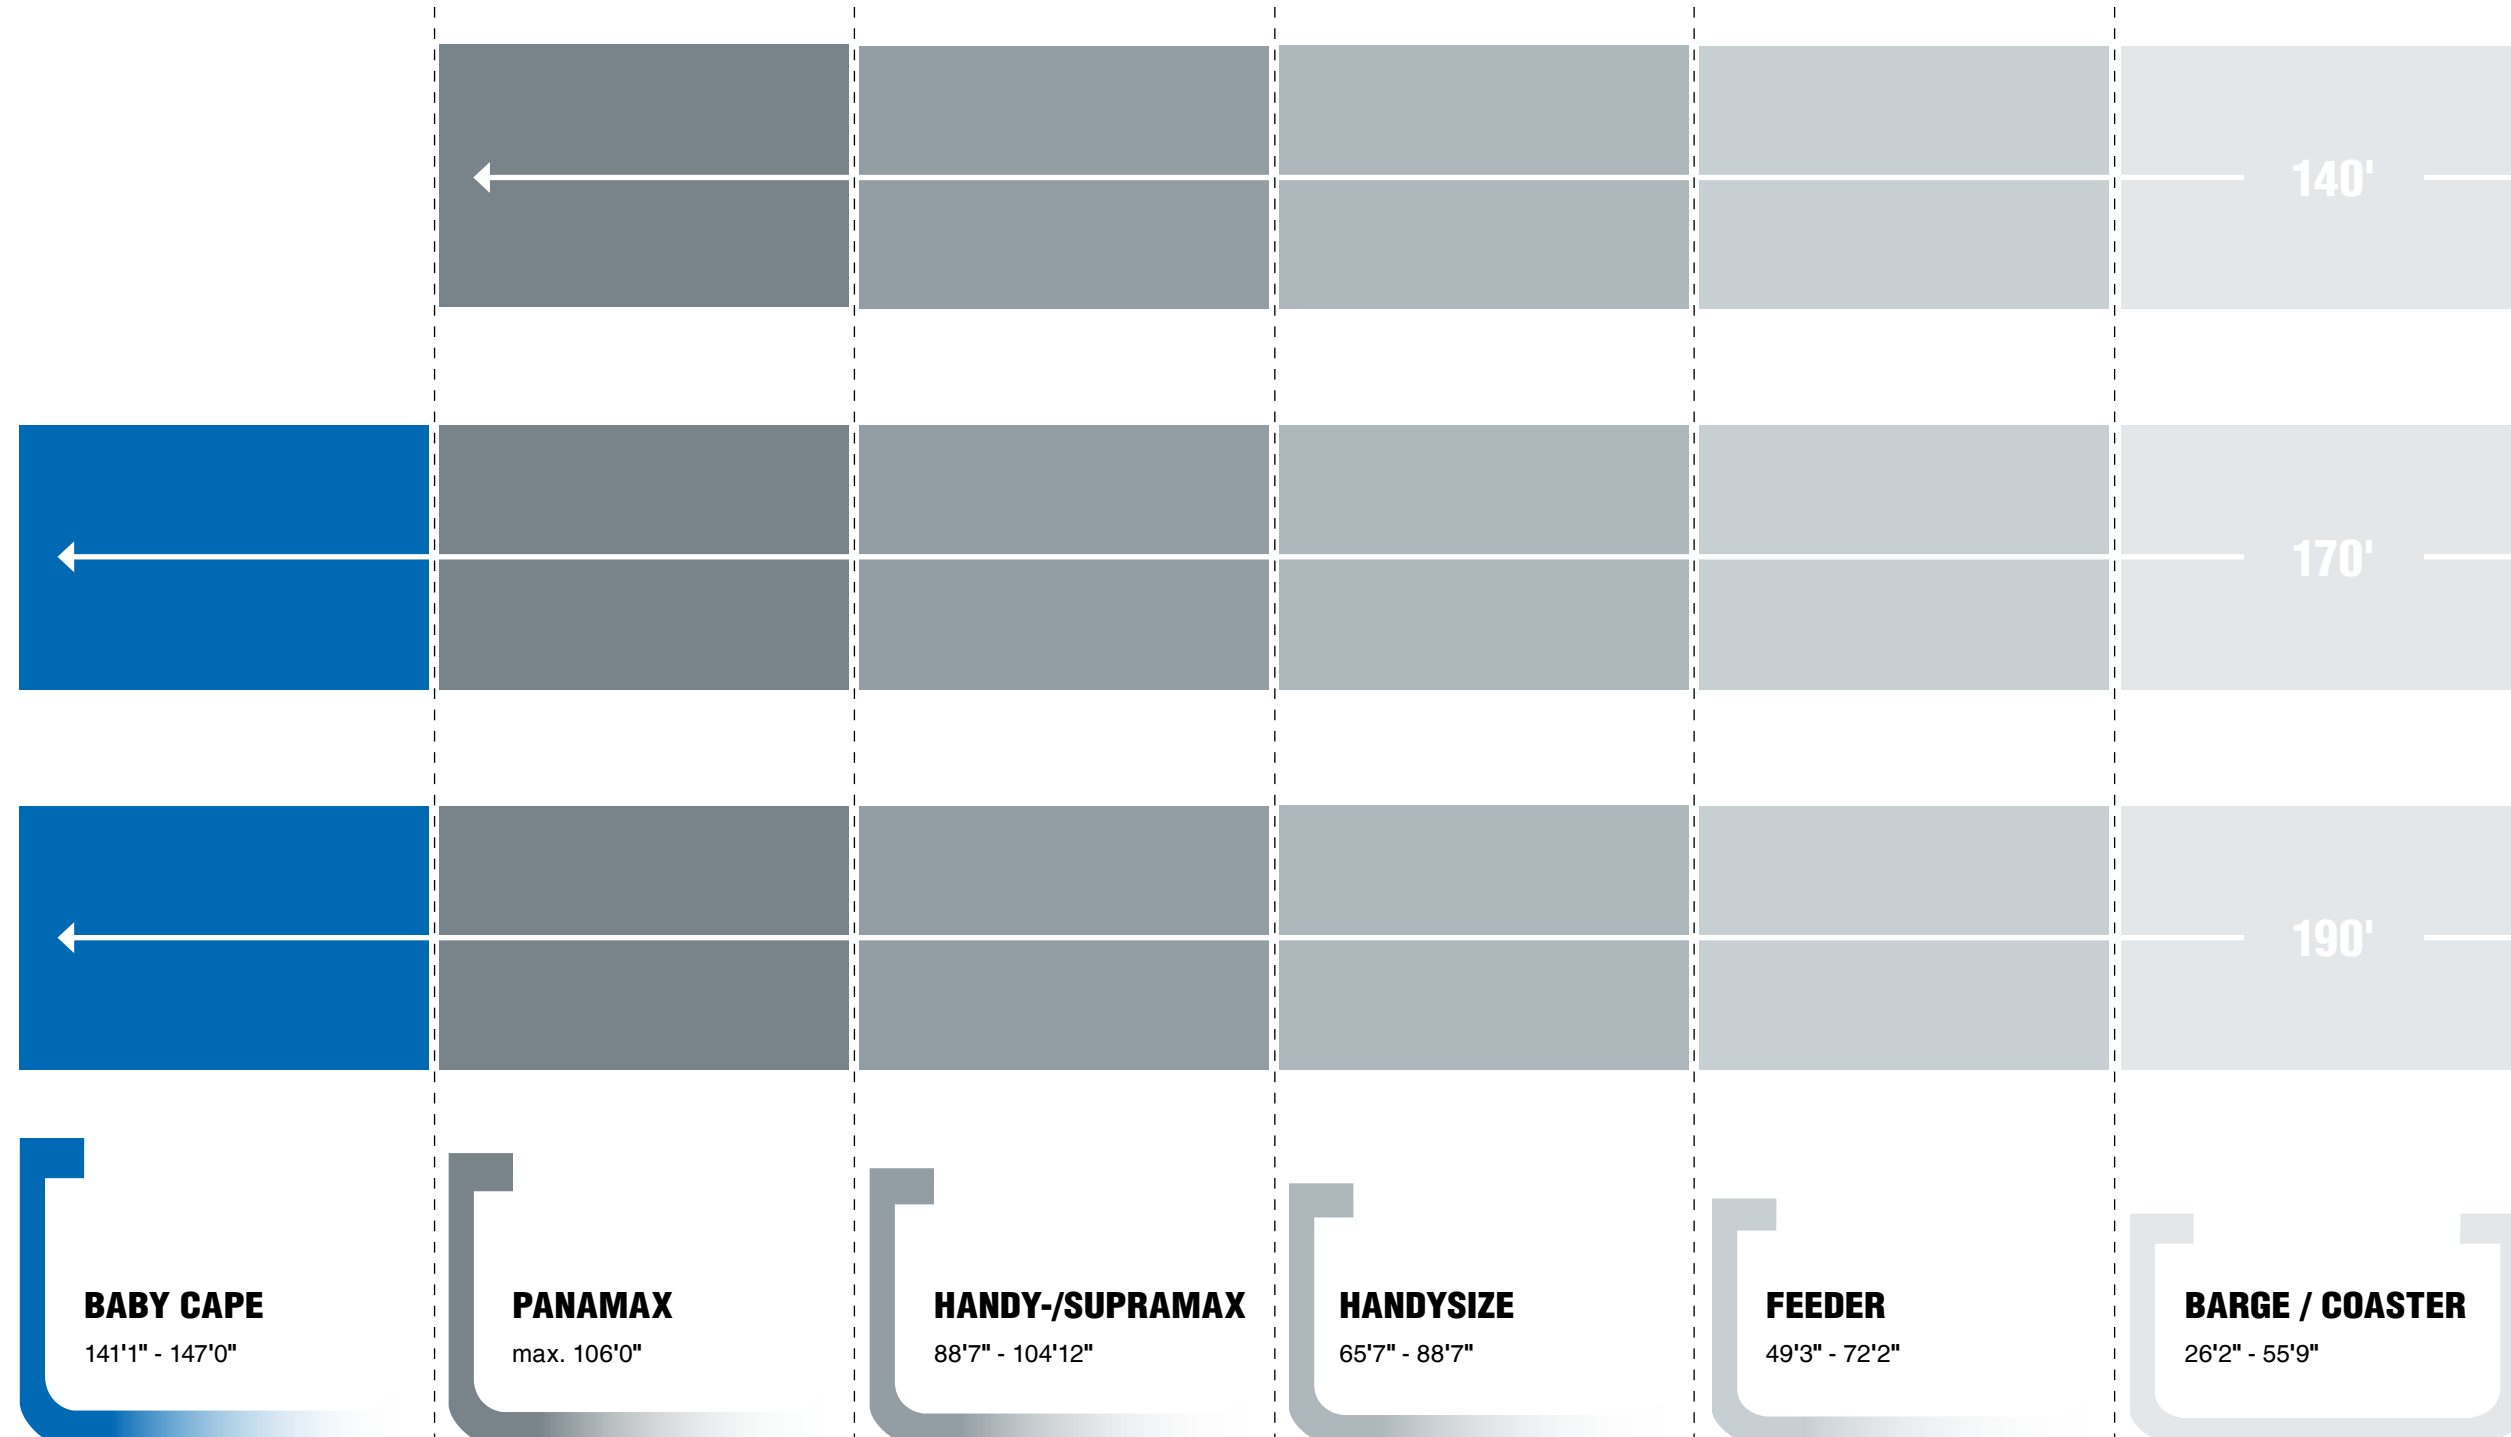 140'
170'
190'
BABY CAPE
141'1" - 147'0"
PANAMAX
max. 106'0"
HANDY-/SUPRAMAX
88'7" - 104'12"
HANDYSIZE
65'7" - 88'7"
FEEDER
49'3" - 72'2"
BARGE / COASTER
26'2" - 55'9"